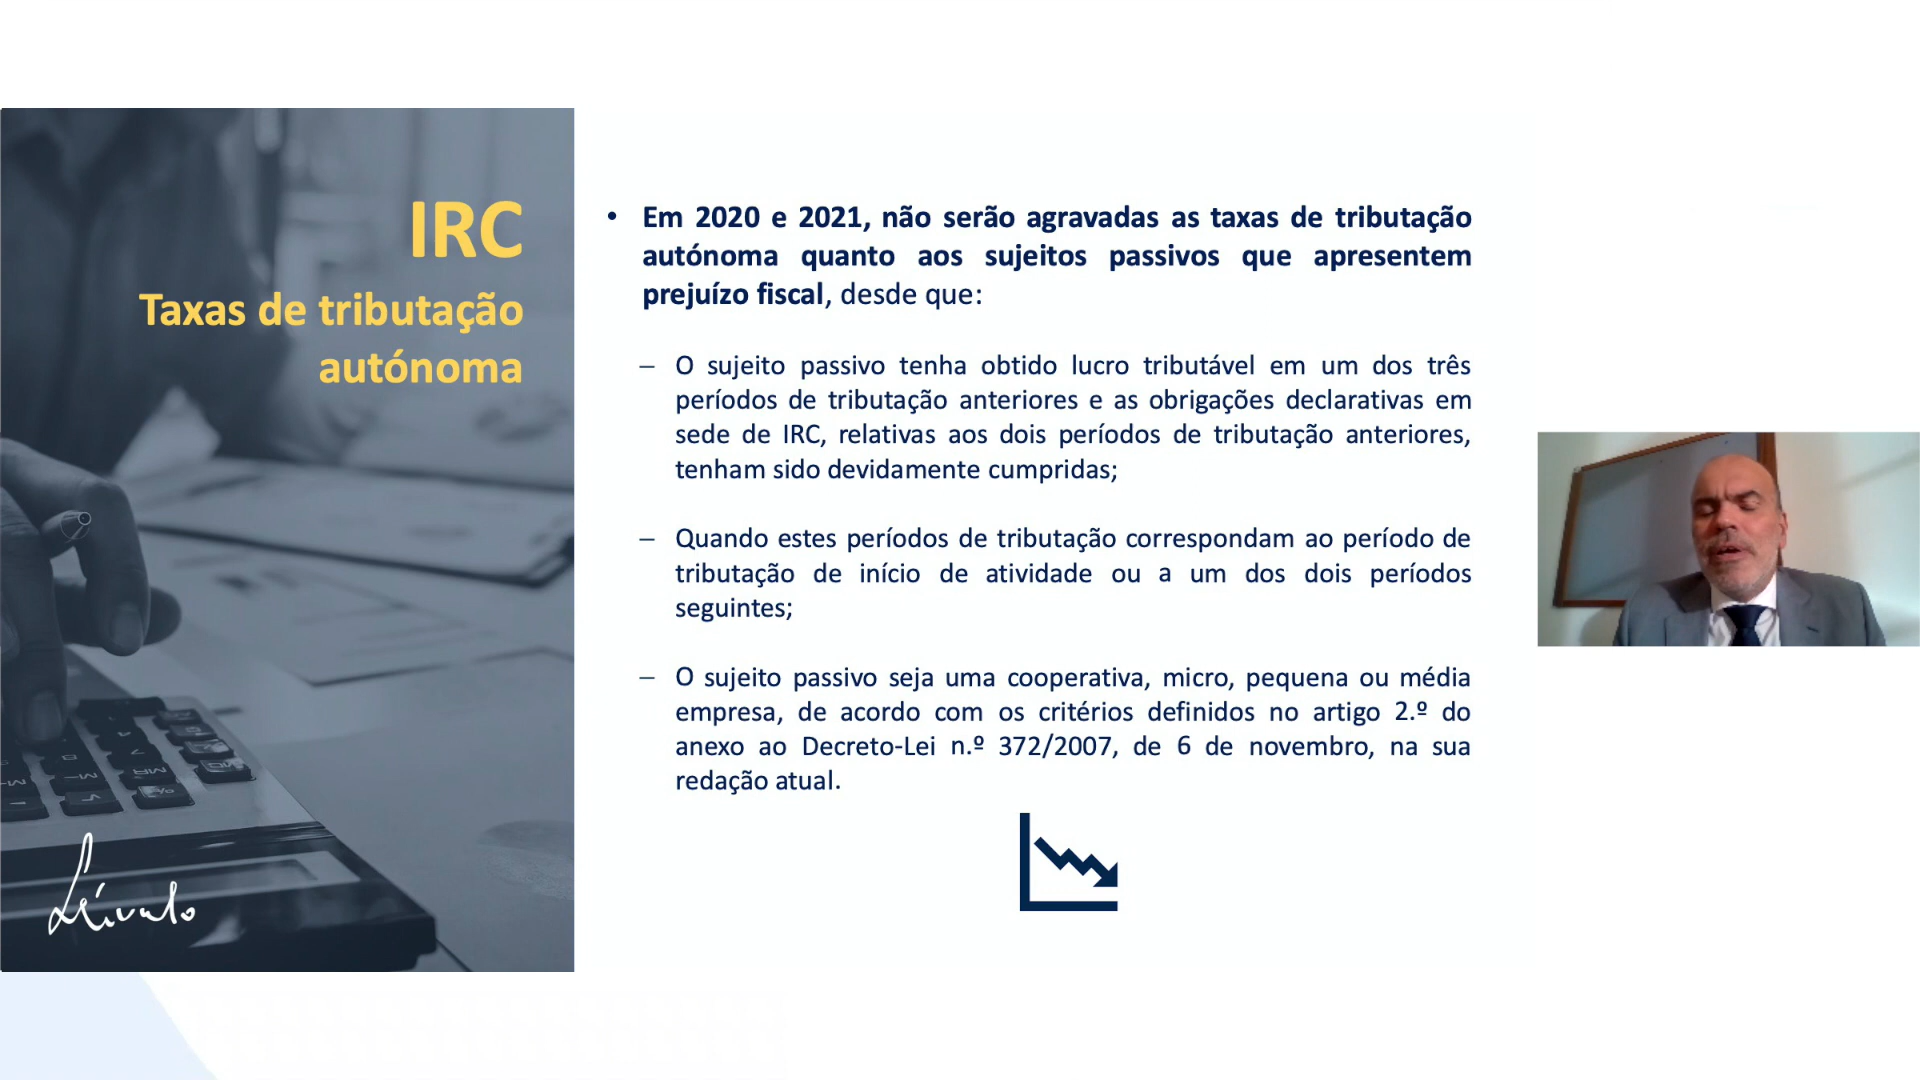 IRC
Taxas de tributação
autónoma
• Em 2020 e 2021, não serão agravadas as taxas de tributação
autónoma quanto aos sujeitos passivos que apresentem
prejuízo fiscal, desde que:
– O sujeito passivo tenha obtido lucro tributável em um dos três
períodos de tributação anteriores e as obrigações declarativas em
sede de IRC, relativas aos dois períodos de tributação anteriores,
tenham sido devidamente cumpridas;
– Quando estes períodos de tributação correspondam ao período de
tributação de início de atividade ou a um dos dois períodos
seguintes;
– O sujeito passivo seja uma cooperativa, micro, pequena ou média
empresa, de acordo com os critérios definidos no artigo 2.º do
anexo ao Decreto-Lei n.º 372/2007, de 6 de novembro, na sua
redação atual.